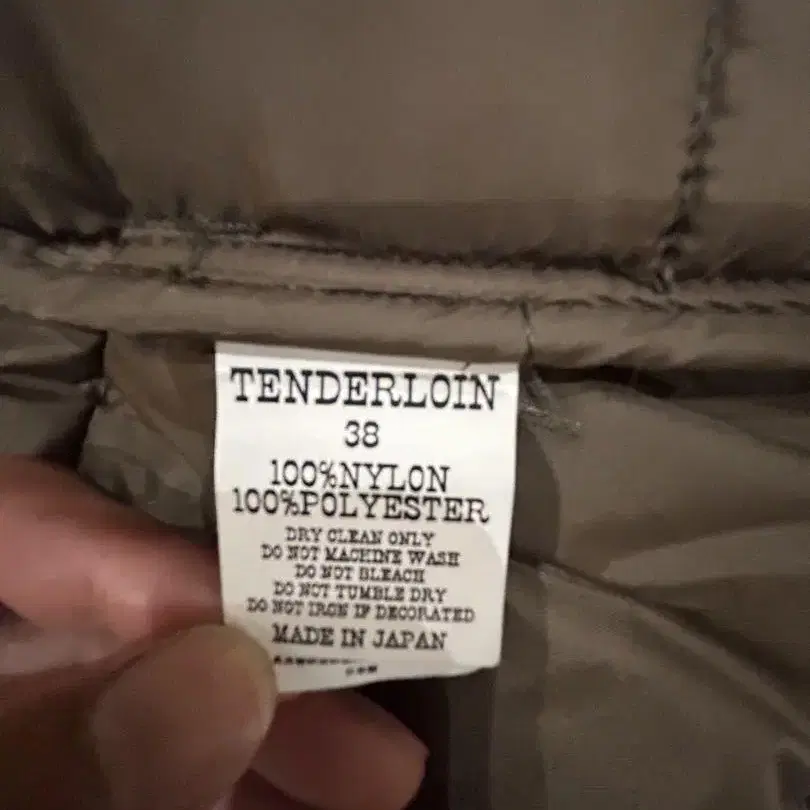 TENDERLOIN
38
100%NYLON
100%POLYESTER
DRY CLEAN ONLY
DO NOT MACHINE WASH
DO NOT BLEACH
DO NOT TUMBLE DRY
DO NOT IRON IF DECORATED
MADE IN JAPAN